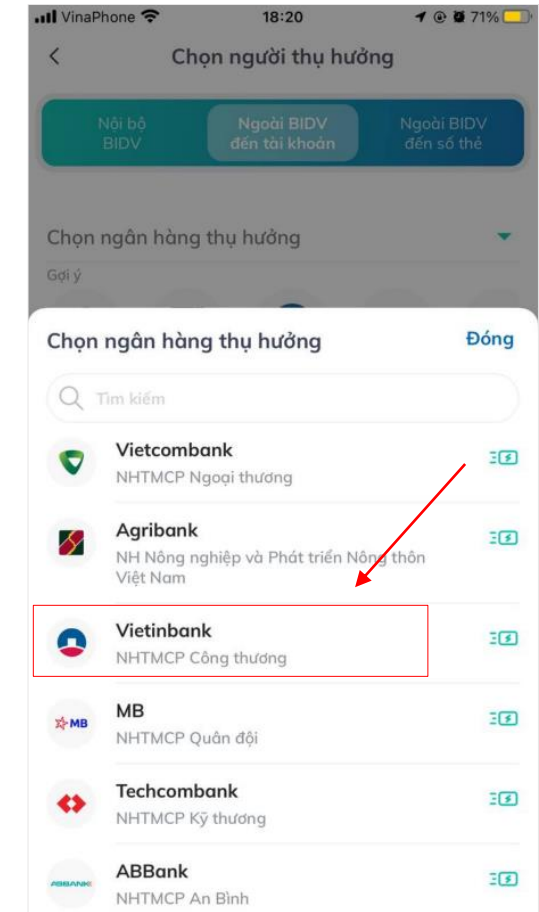 VinaPhone 18:20 71%
Chọn người thụ hưởng
Nội bộ
BIDV
Ngoài BIDV
đến tài khoản
Ngoài BIDV
đến số thẻ
Chọn ngân hàng thụ hưởng
Gợi ý
Chọn ngân hàng thụ hưởng Đóng
Tìm kiếm
Vietcombank
NHTMCP Ngoại thương
Agribank
NH Nông nghiệp và Phát triển Nông thôn
Việt Nam
Vietinbank
NHTMCP Công thương
MB
MB
NHTMCP Quân đội
Techcombank
NHTMCP Kỹ thương
ABBANK
ABBank
NHTMCP An Bình